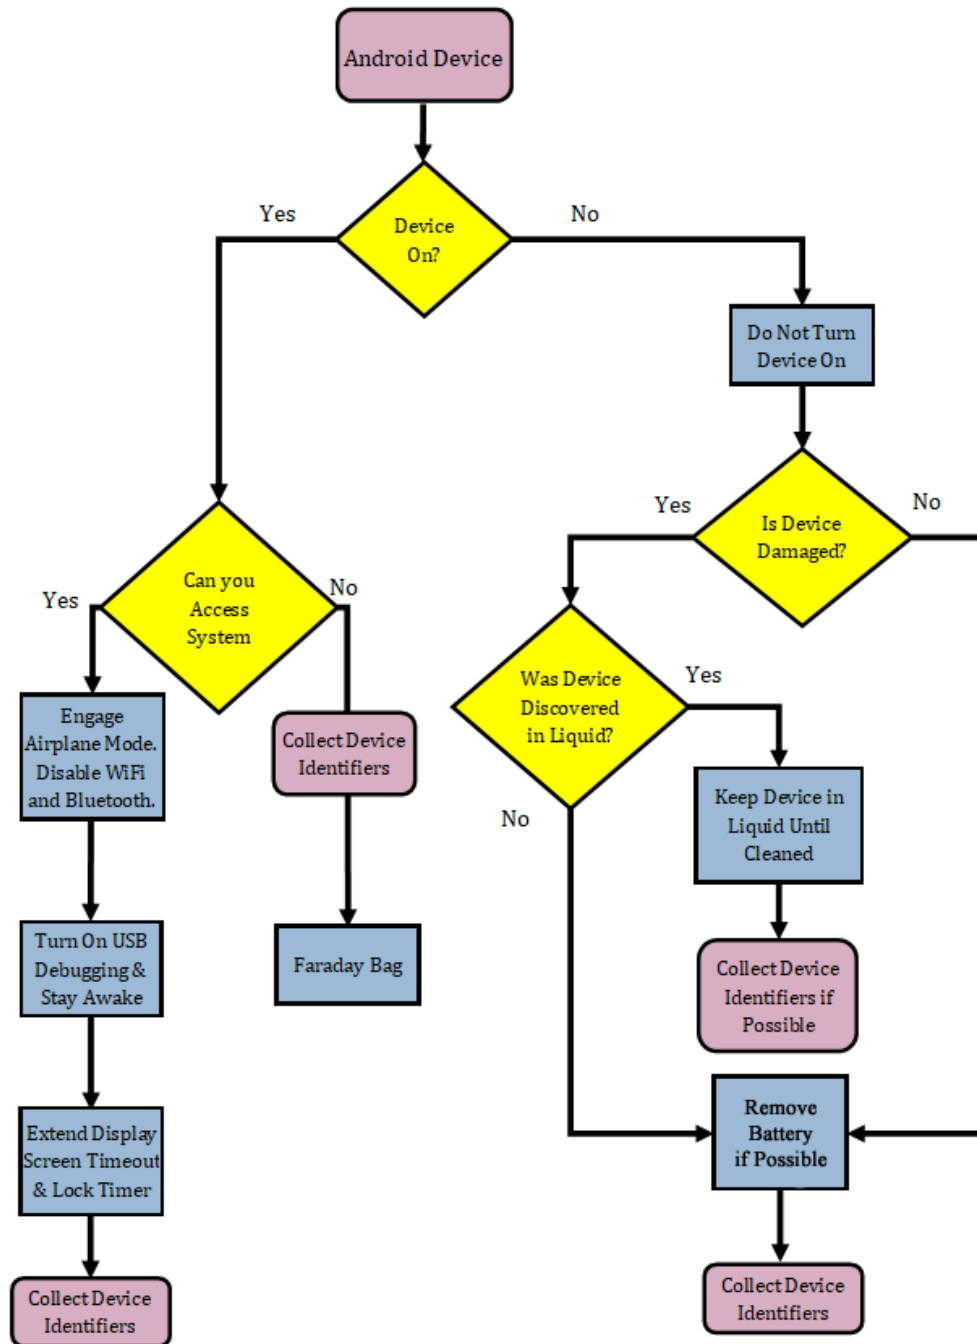 Android Device
Yes
No
Device
On?
Do Not Turn
Device On
Yes
No
Is Device
Damaged?
Can you
Access
System
Yes
No
Was Device
Discovered
in Liquid?
Yes
No
Engage
Airplane Mode.
Disable WiFi
and Bluetooth.
Collect Device
Identifiers
Keep Device in
Liquid Until
Cleaned
Turn On USB
Debugging &
Stay Awake
Faraday Bag
Collect Device
Identifiers if
Possible
Extend Display
Screen Timeout
& Lock Timer
Remove
Battery
if Possible
Collect Device
Identifiers
Collect Device
Identifiers